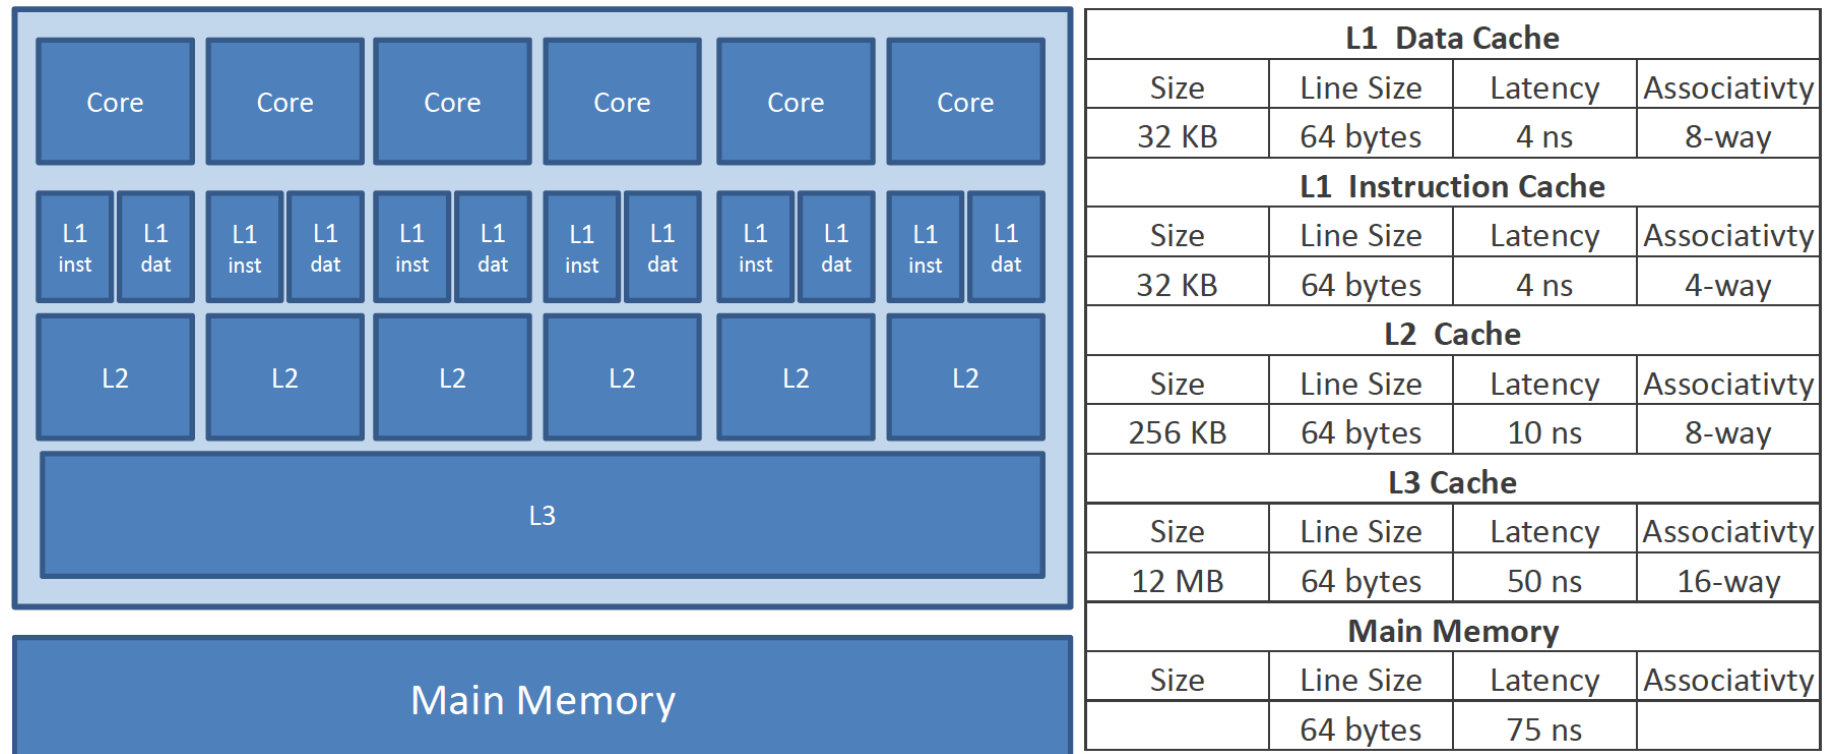 Core Core Core Core Core Core
L1 L1 L1 L1 L1 L1 L1 L1 L1 L1 L1 L1
inst dat inst dat inst dat inst dat inst dat inst dat
L2 L2 L2 L2 L2 L2
L3
Main Memory
L1 Data Cache
Size Line Size Latency Associativty
32 KB 64 bytes 4 ns 8-way
L1 Instruction Cache
Size Line Size Latency Associativty
32 KB 64 bytes 4 ns 4-way
L2 Cache
Size Line Size Latency Associativty
256 KB 64 bytes 10 ns 8-way
L3 Cache
Size Line Size Latency Associativty
12 MB 64 bytes 50 ns 16-way
Main Memory
Size Line Size Latency Associativty
64 bytes 75 ns